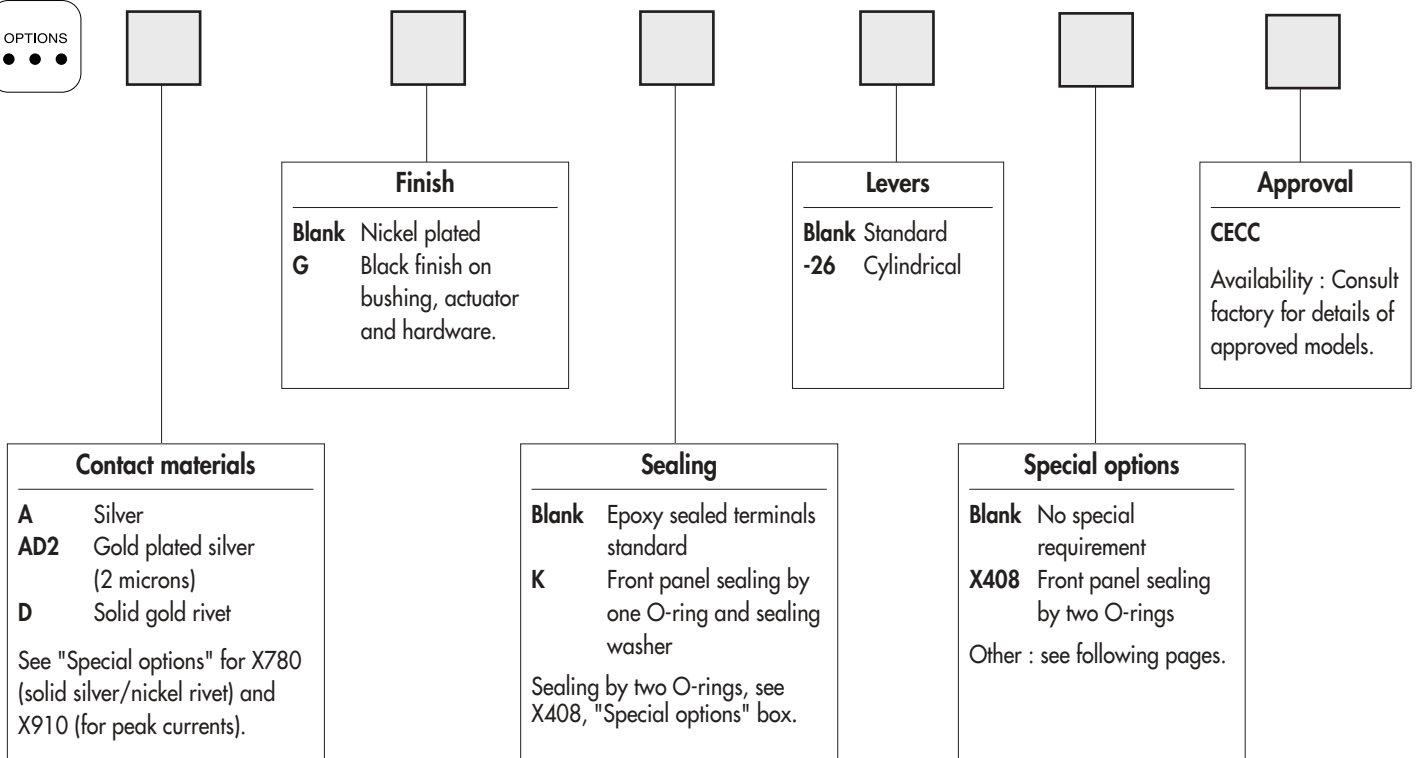 OPTIONS
Finish
Blank Nickel plated
G Black finish on
bushing, actuator
and hardware.
Levers
Blank Standard
-26 Cylindrical
Approval
CECC
Availability : Consult
factory for details of
approved models.
Contact materials
A Silver
AD2 Gold plated silver
(2 microns)
D Solid gold rivet
See "Special options" for X780
(solid silver/nickel rivet) and
X910 (for peak currents).
Sealing
Blank Epoxy sealed terminals
standard
K Front panel sealing by
one O-ring and sealing
washer
Sealing by two O-rings, see
X408, "Special options" box.
Special options
Blank No special
requirement
X408 Front panel sealing
by two O-rings
Other : see following pages.